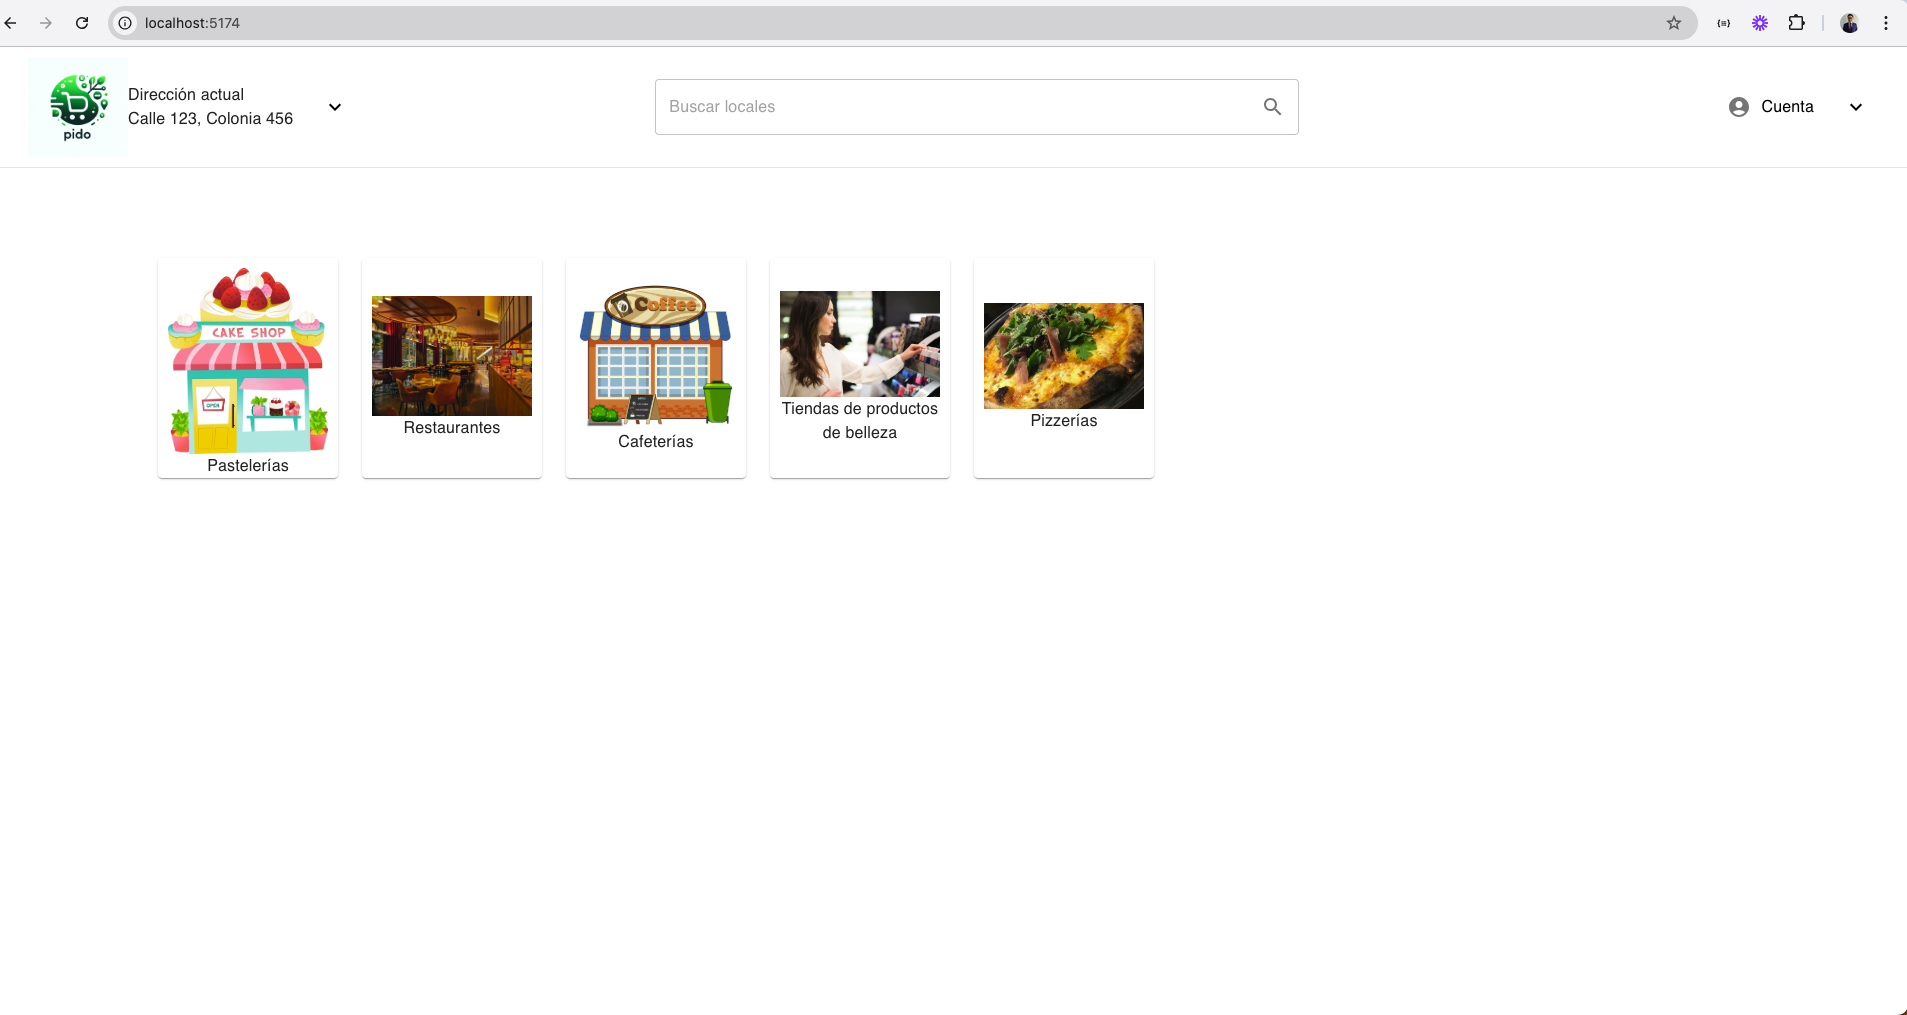 localhost:5174
pido
Dirección actual
Calle 123, Colonia 456
Buscar locales
Cuenta
CAKE SHOP
OPEN
Pastelerías
Restaurantes
Coffee
Cafeterías
Tiendas de productos
de belleza
Pizzerías